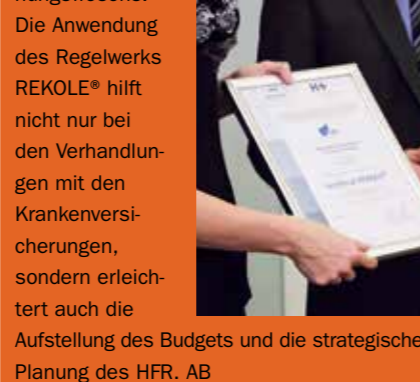 Die Anwendung
des Regelwerks
REKOLE® hilft
nicht nur bei
den Verhandlun-
gen mit den
Krankenversi-
cherungen,
sondern erleich-
tert auch die
Aufstellung des Budgets und die strategische
Planung des HFR. AB